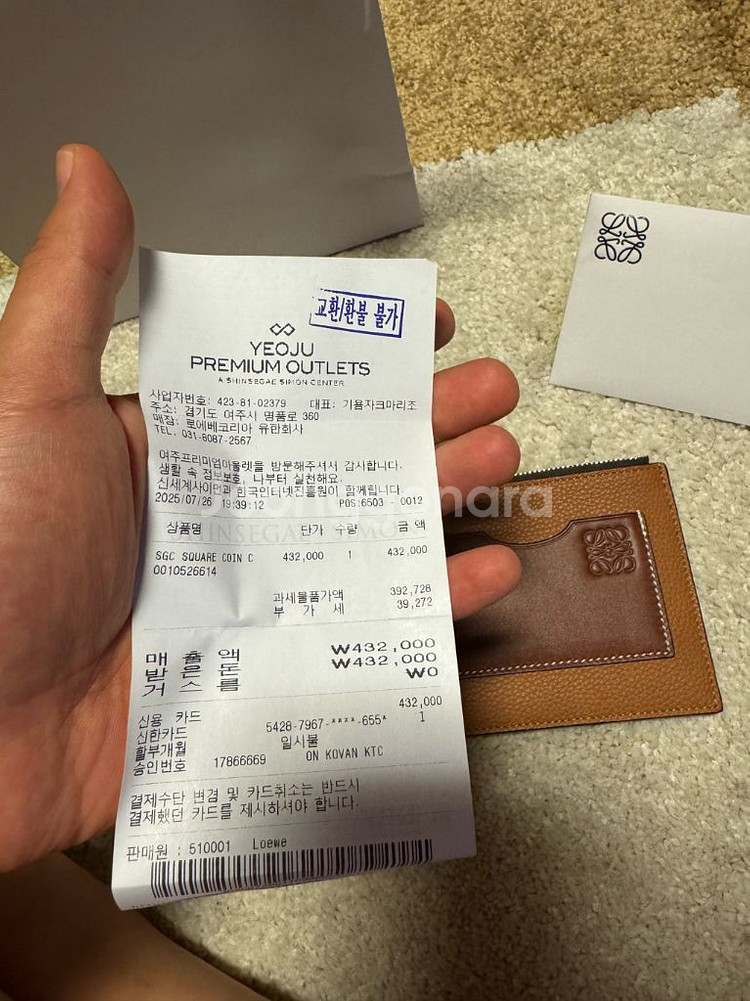 교환/환불 불가
YEOJU
PREMIUM OUTLETS
A SHINSEGAE SIMON CENTER
사업자번호: 423-81-02379 대표: 기욤자크마리조
주소: 경기도 여주시 명품로 360
매장: 로에베코리아 유한회사
TEL. 031-8087-2567
여주프리미엄아울렛을 방문해주셔서 감사합니다.
생활 속 정보보호, 나부터 실천해요.
신세계사이먼과 한국인터넷진흥원이 함께합니다.
2025/07/26 19:39:12 POS:6503 - 0012
상품명 단가 수량 금 액
SHINSEGAE SIMON
SGC SQUARE COIN C 432,000 1 432,000
0010526614
과세물품가액 392,728
부 가 세 39,272
매 출 액 ₩432,000
받 은 돈 ₩432,000
거 스 름 ₩0
신용 카드 432,000
신한카드 5428-7967-****-655* 1
할부개월 일시불
승인번호 17866669 ON KOVAN KTC
결제수단 변경 및 카드취소는 반드시
결제했던 카드를 제시하셔야 합니다.
판매원 : 510001 Loewe